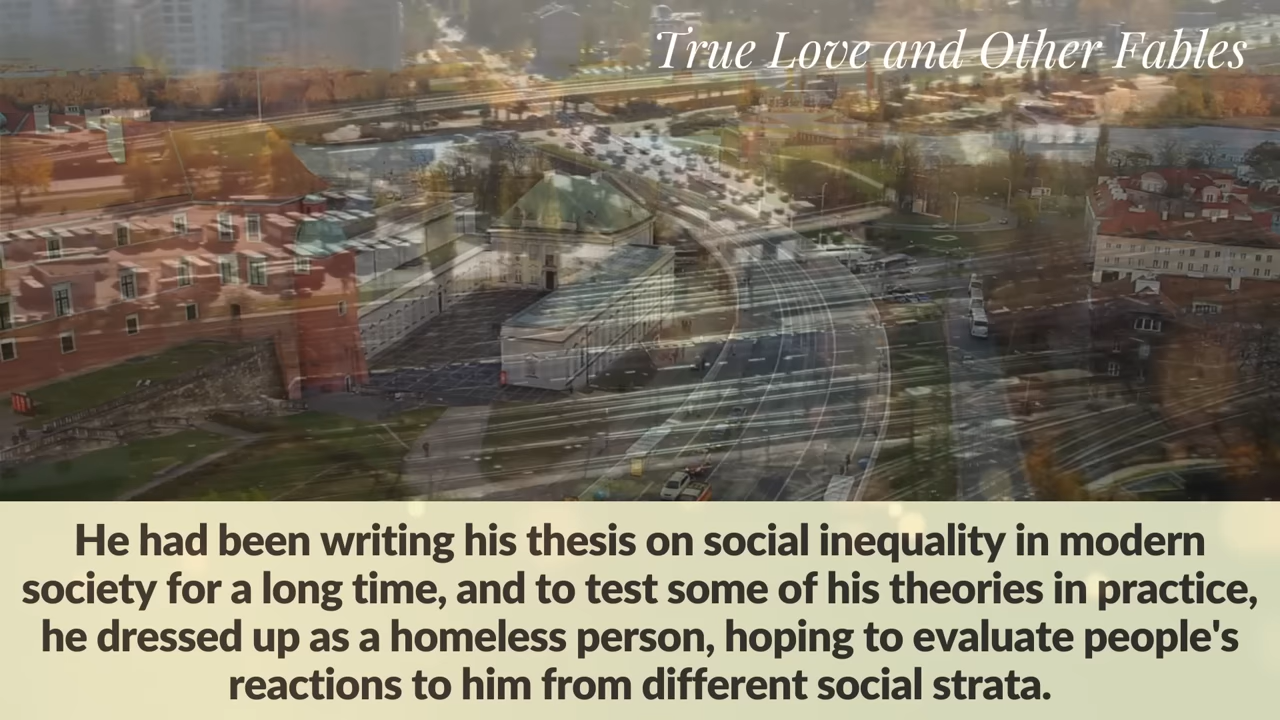 True Love and Other Fables
He had been writing his thesis on social inequality in modern
society for a long time, and to test some of his theories in practice,
he dressed up as a homeless person, hoping to evaluate people's
reactions to him from different social strata.